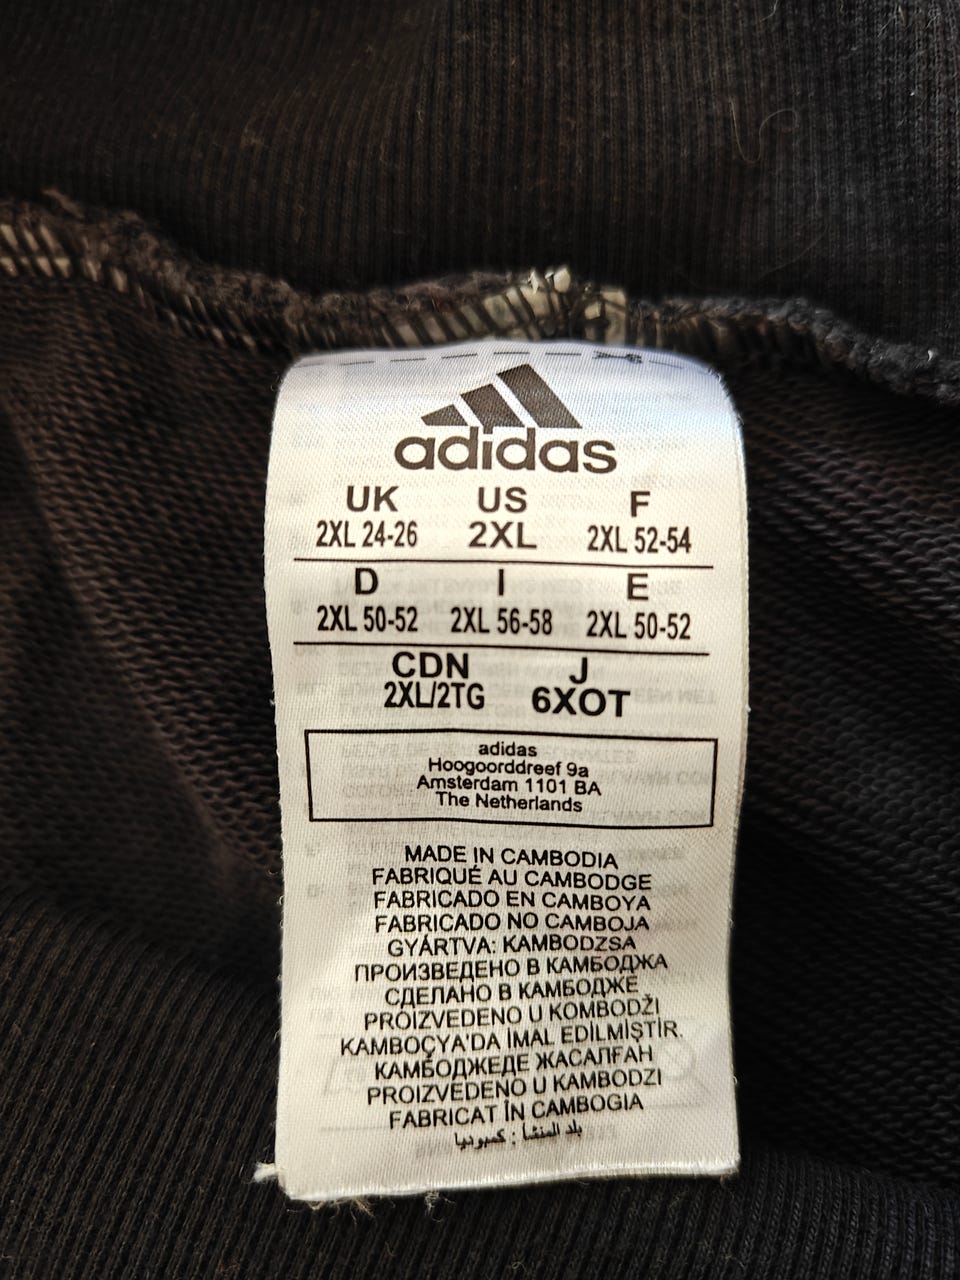 adidas
UK US F
2XL 24-26 2XL 2XL 52-54
D I E
2XL 50-52 2XL 56-58 2XL 50-52
CDN J
2XL/2TG 6XOT
adidas
Hoogoorddreef 9a
Amsterdam 1101 BA
The Netherlands
MADE IN CAMBODIA
FABRIQUÉ AU CAMBODGE
FABRICADO EN CAMBOYA
FABRICADO NO CAMBOJA
GYÁRTVA: KAMBODZSA
ПРОИЗВЕДЕНО В КАМБОДЖА
СДЕЛАНО В КАМБОДЖЕ
PROIZVEDENO U KOMBODŽI
KAMBOÇYA'DA İMAL EDİLMİŞTİR.
КАМБОДЖЕДЕ ЖАСАЛҒАН
PROIZVEDENO U KAMBODZI
FABRICAT ÎN CAMBOGIA
بلد المنشأ : كمبوديا